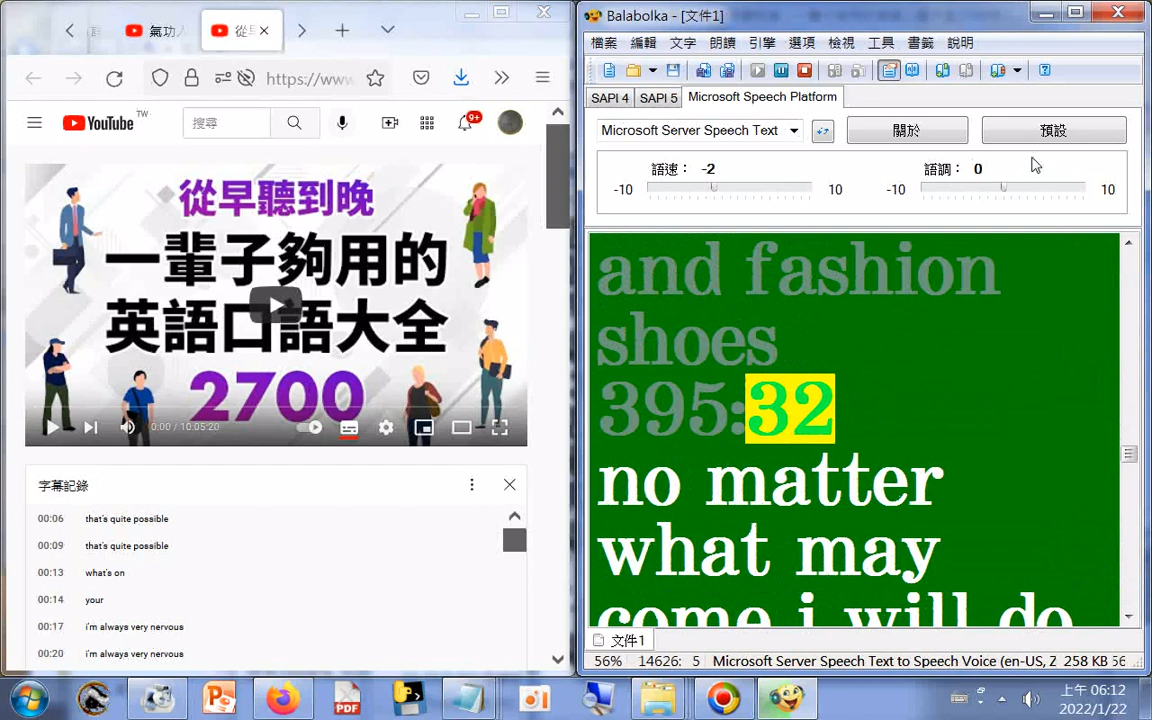 氣功
從
https://www
YouTube TW
搜尋
9+
從早聽到晚
一輩子夠用的
英語口語大全
2700
0:00 / 10:05:20
字幕記錄
00:06 that's quite possible
00:09 that's quite possible
00:13 what's on
00:14 your
00:17 i'm always very nervous
00:20 i'm always very nervous
Balabolka - [文件1]
檔案 編輯 文字 朗讀 引擎 選項 檢視 工具 書籤 說明
SAPI 4 SAPI 5 Microsoft Speech Platform
Microsoft Server Speech Text 關於 預設
語速： -2 語調： 0
-10 10 -10 10
and fashion
shoes
395:32
no matter
what may
come i will do
文件1
56% 14626: 5 Microsoft Server Speech Text to Speech Voice (en-US, Z 258 KB 56
PDF
上午 06:12
2022/1/22